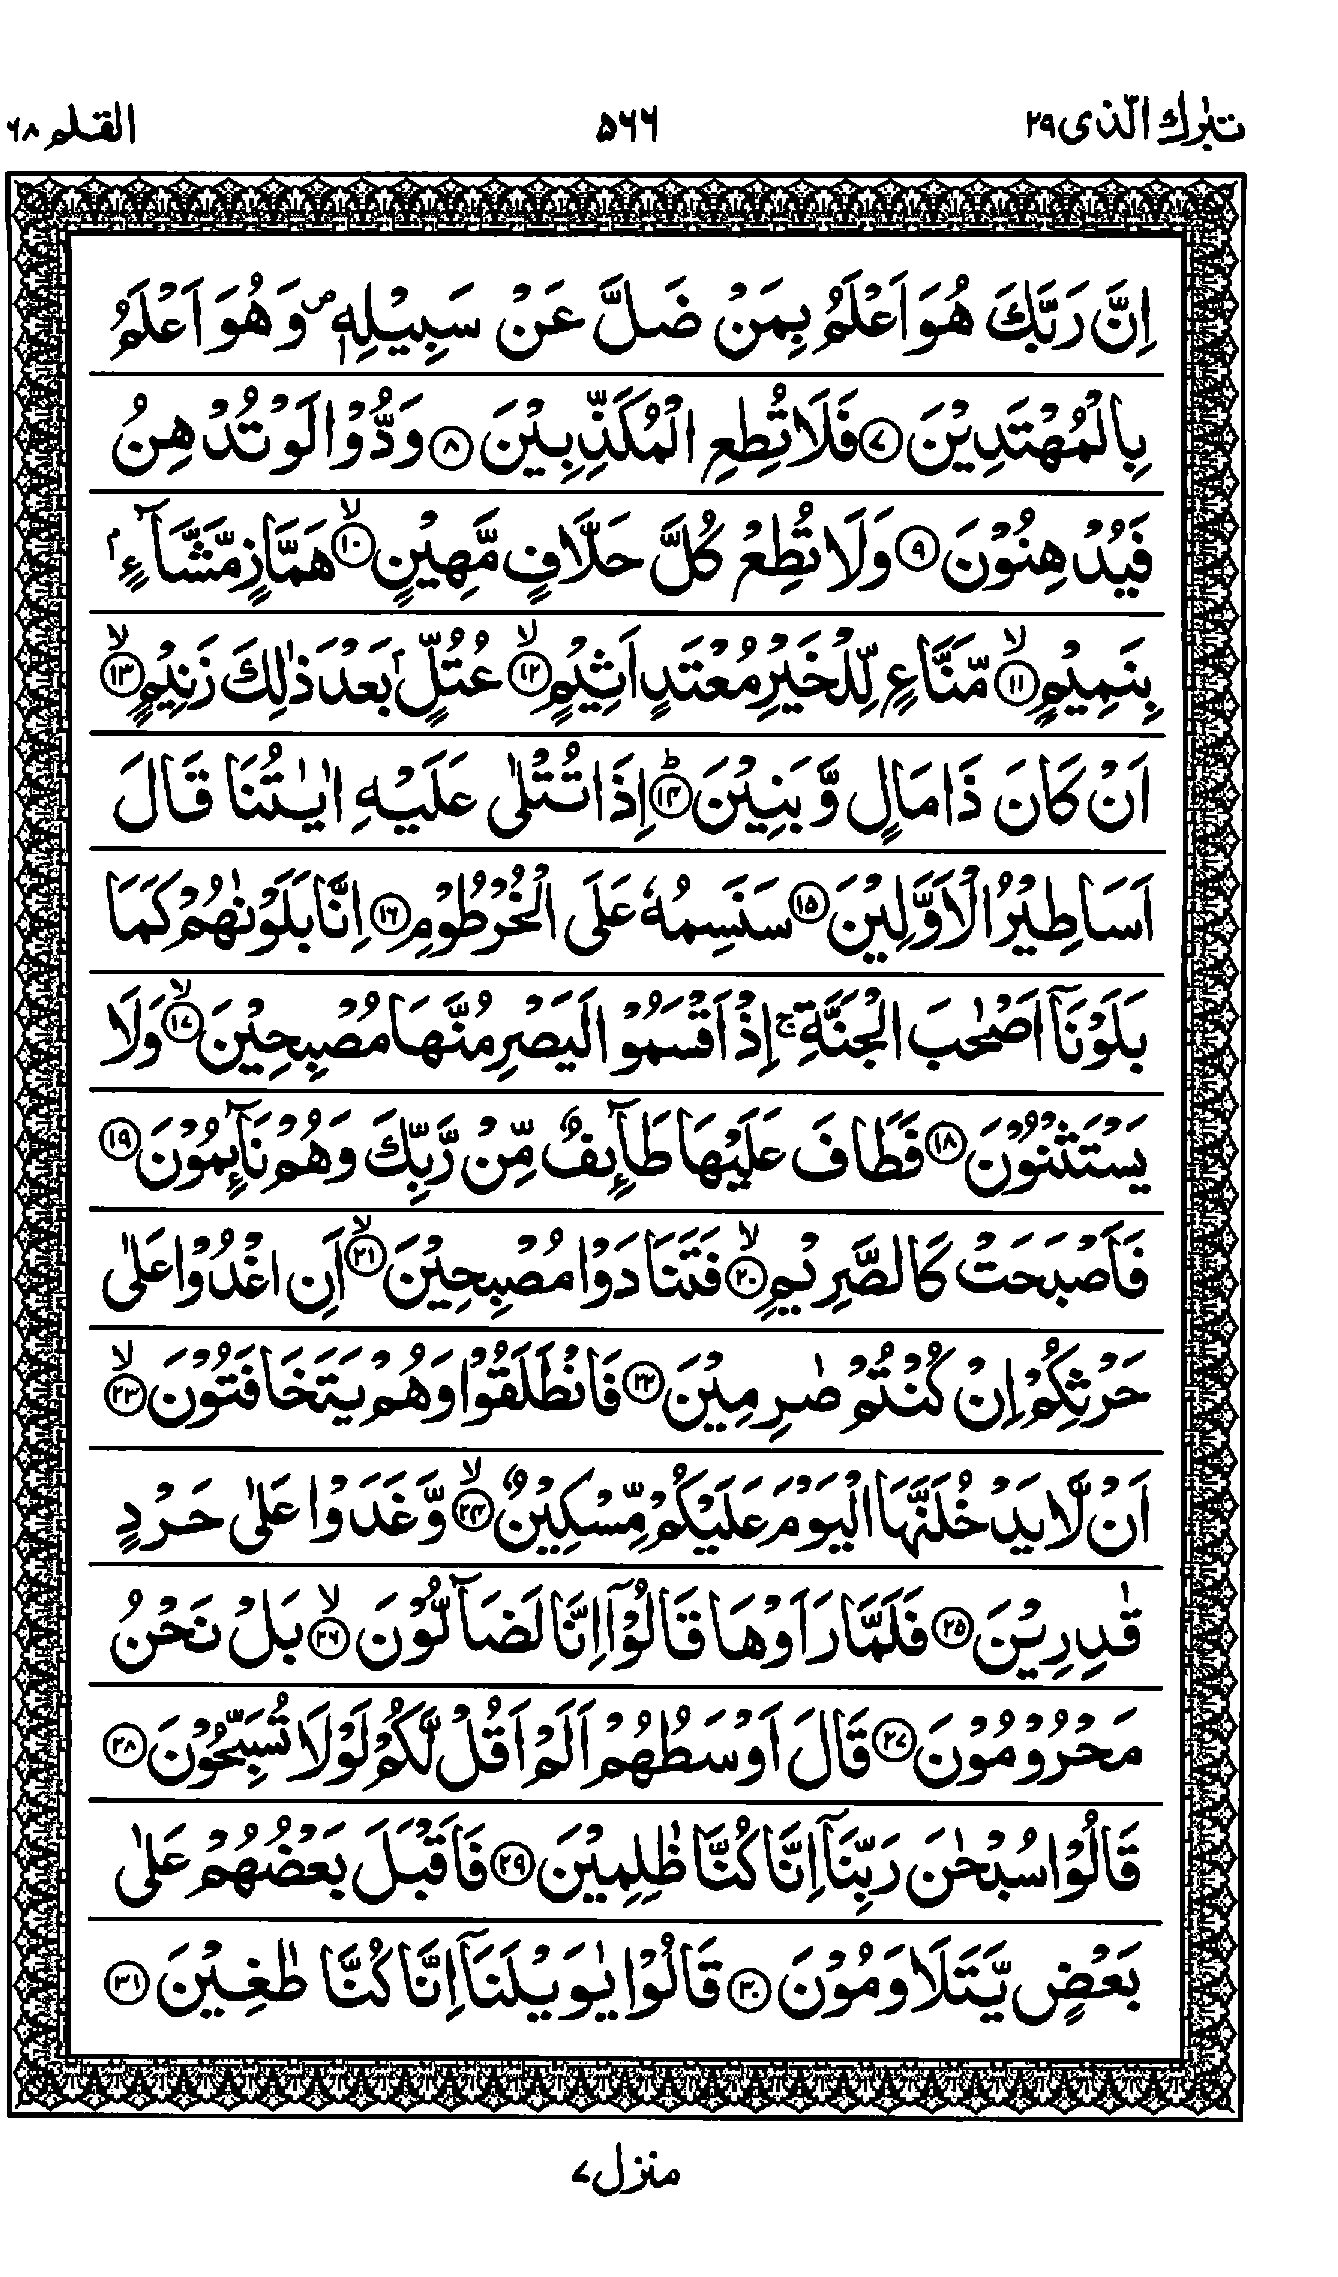 تبٰرك الّذى ٢٩
٥٦٦
القلم ٦٨
اِنَّ رَبَّكَ هُوَ اَعْلَمُ بِمَنْ ضَلَّ عَنْ سَبِيْلِهٖ ۪ وَهُوَ اَعْلَمُ
بِالْمُهْتَدِيْنَ ﴿٧﴾ فَلَا تُطِعِ الْمُكَذِّبِيْنَ ﴿٨﴾ وَدُّوْا لَوْ تُدْهِنُ
فَيُدْهِنُوْنَ ﴿٩﴾ وَلَا تُطِعْ كُلَّ حَلَّافٍ مَّهِيْنٍ ﴿١٠﴾ۙ هَمَّازٍ مَّشَّآءٍۭ
بِنَمِيْمٍ ﴿١١﴾ۙ مَّنَّاعٍ لِّلْخَيْرِ مُعْتَدٍ اَثِيْمٍ ﴿١٢﴾ۙ عُتُلٍّۭ بَعْدَ ذٰلِكَ زَنِيْمٍ ﴿١٣﴾ۙ
اَنْ كَانَ ذَا مَالٍ وَّبَنِيْنَ ﴿١٤﴾ؕ اِذَا تُتْلٰى عَلَيْهِ اٰيٰتُنَا قَالَ
اَسَاطِيْرُ الْاَوَّلِيْنَ ﴿١٥﴾ سَنَسِمُهٗ عَلَى الْخُرْطُوْمِ ﴿١٦﴾ اِنَّا بَلَوْنٰهُمْ كَمَا
بَلَوْنَآ اَصْحٰبَ الْجَنَّةِ ۚ اِذْ اَقْسَمُوْا لَيَصْرِمُنَّهَا مُصْبِحِيْنَ ﴿١٧﴾ۙ وَلَا
يَسْتَثْنُوْنَ ﴿١٨﴾ فَطَافَ عَلَيْهَا طَآئِفٌ مِّنْ رَّبِّكَ وَهُمْ نَآئِمُوْنَ ﴿١٩﴾
فَاَصْبَحَتْ كَالصَّرِيْمِ ﴿٢٠﴾ۙ فَتَنَادَوْا مُصْبِحِيْنَ ﴿٢١﴾ۙ اَنِ اغْدُوْا عَلٰى
حَرْثِكُمْ اِنْ كُنْتُمْ صٰرِمِيْنَ ﴿٢٢﴾ فَانْطَلَقُوْا وَهُمْ يَتَخَافَتُوْنَ ﴿٢٣﴾ۙ
اَنْ لَّا يَدْخُلَنَّهَا الْيَوْمَ عَلَيْكُمْ مِّسْكِيْنٌ ﴿٢٤﴾ۙ وَّغَدَوْا عَلٰى حَرْدٍ
قٰدِرِيْنَ ﴿٢٥﴾ فَلَمَّا رَاَوْهَا قَالُوْٓا اِنَّا لَضَآلُّوْنَ ﴿٢٦﴾ۙ بَلْ نَحْنُ
مَحْرُوْمُوْنَ ﴿٢٧﴾ قَالَ اَوْسَطُهُمْ اَلَمْ اَقُلْ لَّكُمْ لَوْلَا تُسَبِّحُوْنَ ﴿٢٨﴾
قَالُوْا سُبْحٰنَ رَبِّنَآ اِنَّا كُنَّا ظٰلِمِيْنَ ﴿٢٩﴾ فَاَقْبَلَ بَعْضُهُمْ عَلٰى
بَعْضٍ يَّتَلَاوَمُوْنَ ﴿٣٠﴾ قَالُوْا يٰوَيْلَنَآ اِنَّا كُنَّا طٰغِيْنَ ﴿٣١﴾
منزل ٧